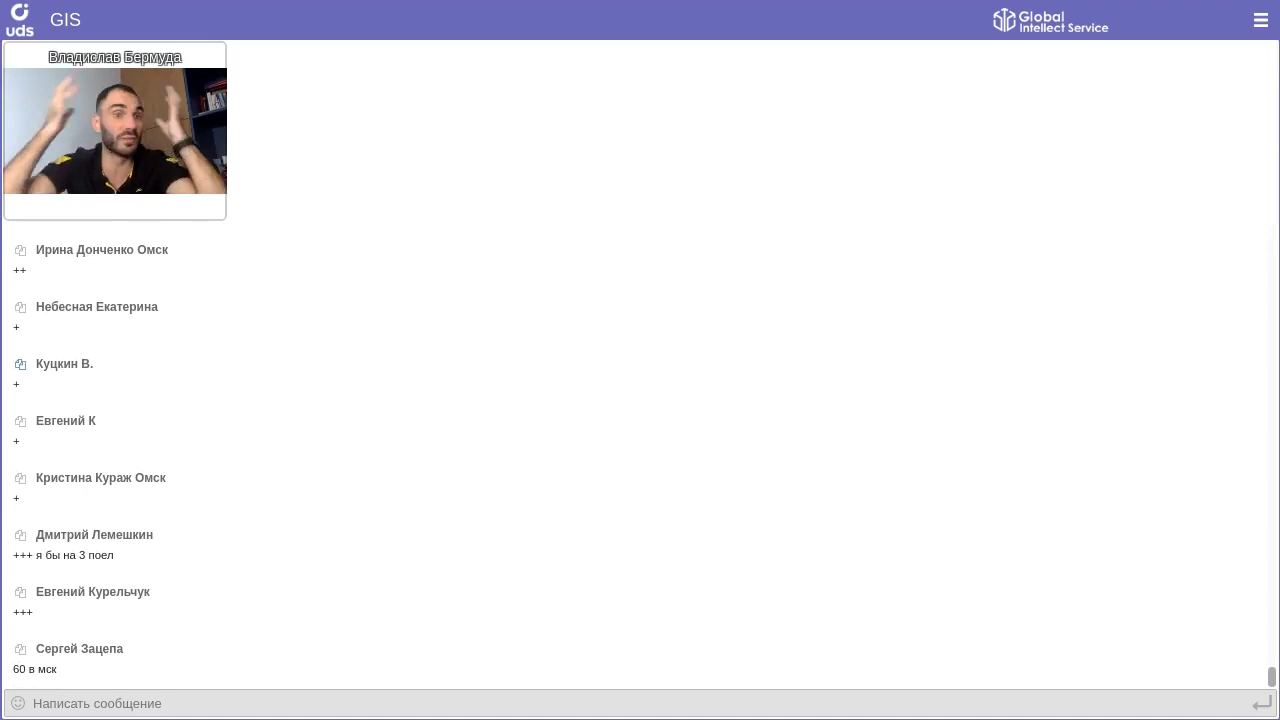 uds
GIS
Global
Intellect Service
Владислав Бермуда
Ирина Донченко Омск
++
Небесная Екатерина
+
Куцкин В.
+
Евгений К
+
Кристина Кураж Омск
+
Дмитрий Лемешкин
+++ я бы на 3 поел
Евгений Курельчук
+++
Сергей Зацепа
60 в мск
Написать сообщение